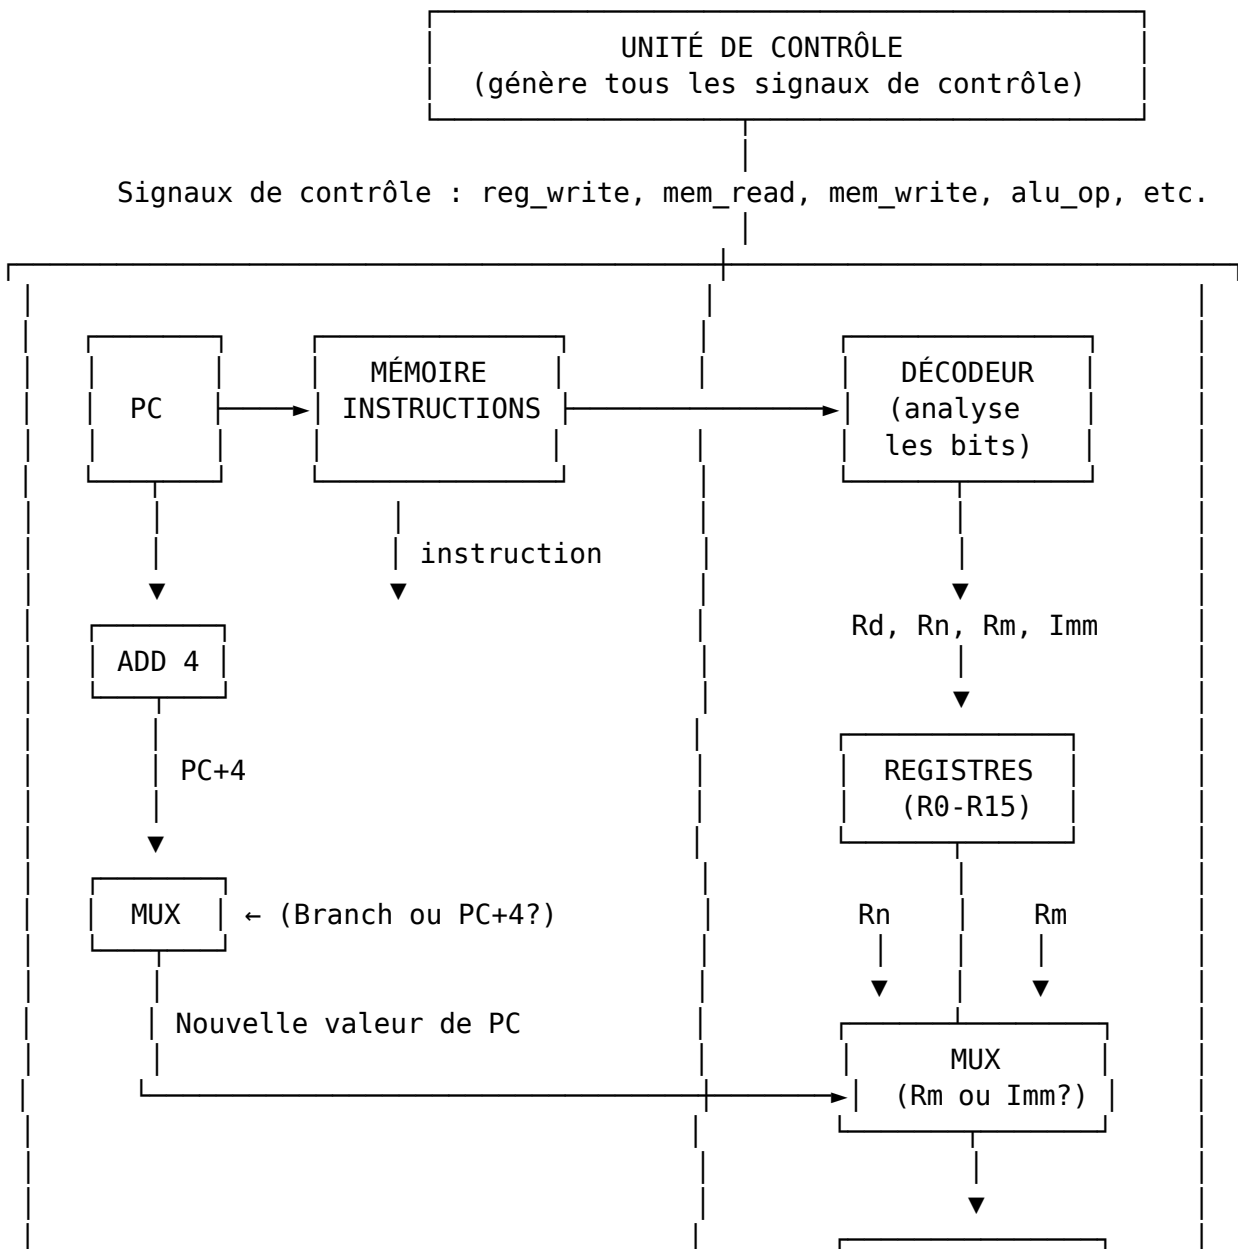 UNITÉ DE CONTRÔLE
(génère tous les signaux de contrôle)
Signaux de contrôle : reg_write, mem_read, mem_write, alu_op, etc.
PC
MÉMOIRE
INSTRUCTIONS
DÉCODEUR
(analyse
les bits)
instruction
Rd, Rn, Rm, Imm
ADD 4
PC+4
REGISTRES
(R0-R15)
MUX
← (Branch ou PC+4?)
Rn
Rm
Nouvelle valeur de PC
MUX
(Rm ou Imm?)